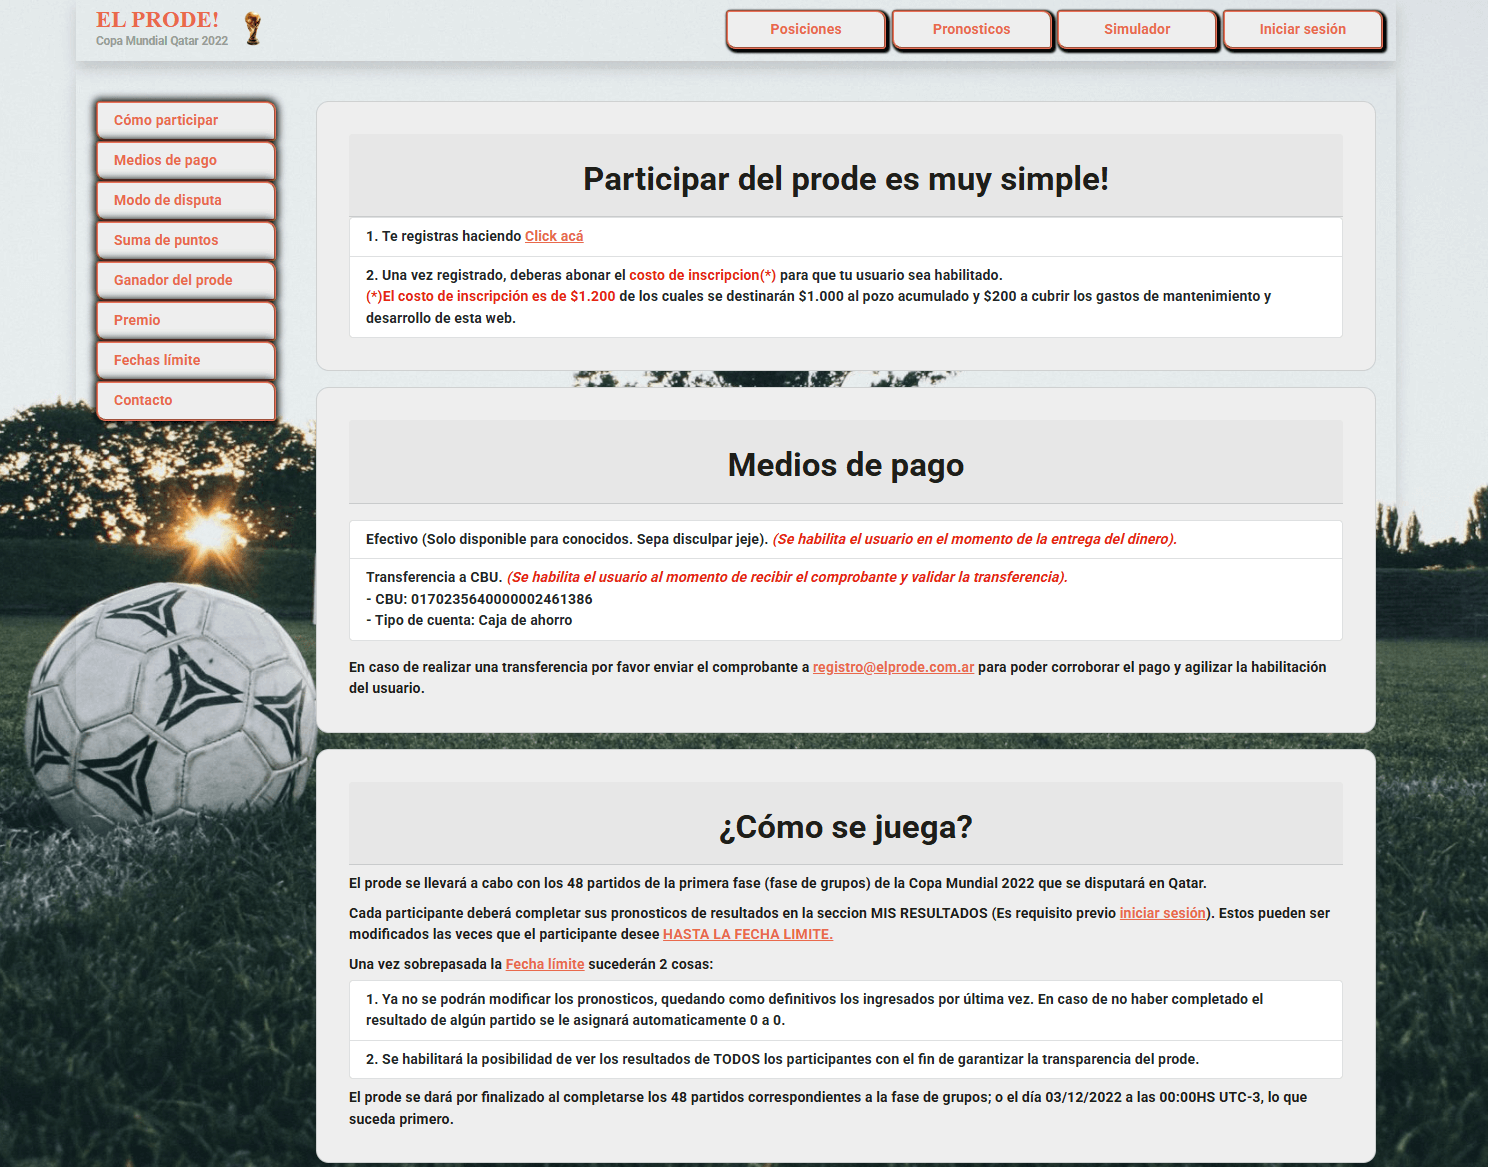 EL PRODE!
Copa Mundial Qatar 2022
Posiciones
Pronosticos
Simulador
Iniciar sesión
Cómo participar
Medios de pago
Modo de disputa
Suma de puntos
Ganador del prode
Premio
Fechas límite
Contacto
Participar del prode es muy simple!
1. Te registras haciendo Click acá
2. Una vez registrado, deberas abonar el costo de inscripcion(*) para que tu usuario sea habilitado.
(*)El costo de inscripción es de $1.200 de los cuales se destinarán $1.000 al pozo acumulado y $200 a cubrir los gastos de mantenimiento y
desarrollo de esta web.
Medios de pago
Efectivo (Solo disponible para conocidos. Sepa disculpar jeje). (Se habilita el usuario en el momento de la entrega del dinero).
Transferencia a CBU. (Se habilita el usuario al momento de recibir el comprobante y validar la transferencia).
- CBU: 0170235640000002461386
- Tipo de cuenta: Caja de ahorro
En caso de realizar una transferencia por favor enviar el comprobante a registro@elprode.com.ar para poder corroborar el pago y agilizar la habilitación
del usuario.
¿Cómo se juega?
El prode se llevará a cabo con los 48 partidos de la primera fase (fase de grupos) de la Copa Mundial 2022 que se disputará en Qatar.
Cada participante deberá completar sus pronosticos de resultados en la seccion MIS RESULTADOS (Es requisito previo iniciar sesión). Estos pueden ser
modificados las veces que el participante desee HASTA LA FECHA LIMITE.
Una vez sobrepasada la Fecha límite sucederán 2 cosas:
1. Ya no se podrán modificar los pronosticos, quedando como definitivos los ingresados por última vez. En caso de no haber completado el
resultado de algún partido se le asignará automaticamente 0 a 0.
2. Se habilitará la posibilidad de ver los resultados de TODOS los participantes con el fin de garantizar la transparencia del prode.
El prode se dará por finalizado al completarse los 48 partidos correspondientes a la fase de grupos; o el día 03/12/2022 a las 00:00HS UTC-3, lo que
suceda primero.